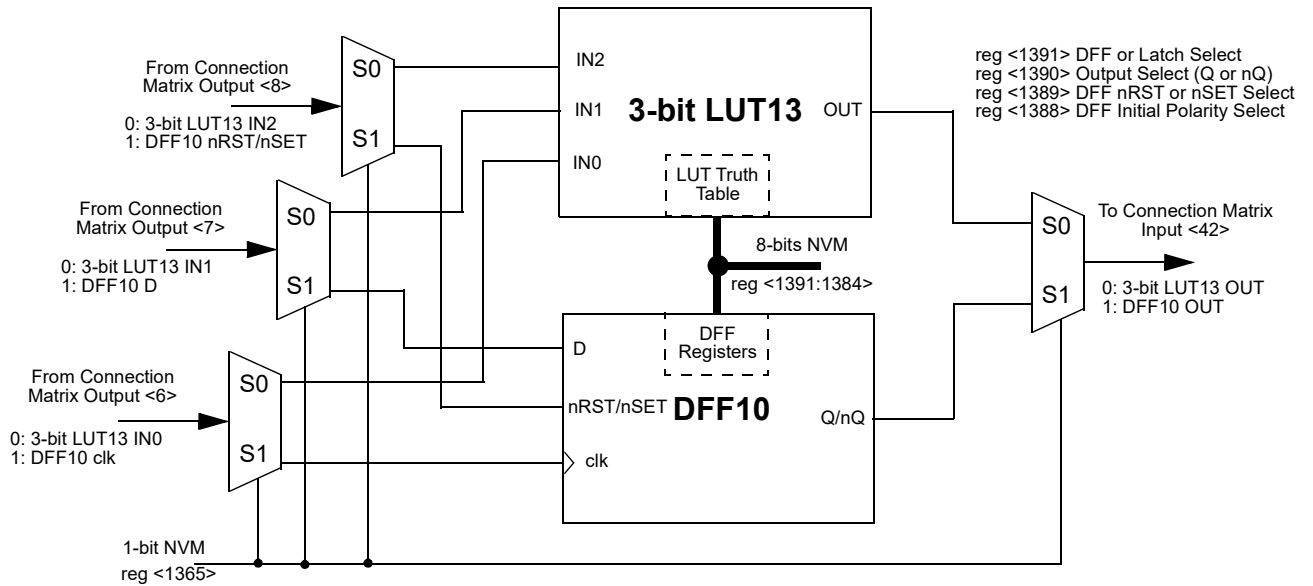 From Connection
Matrix Output <8>
0: 3-bit LUT13 IN2
1: DFF10 nRST/nSET
S0
S1
From Connection
Matrix Output <7>
0: 3-bit LUT13 IN1
1: DFF10 D
S0
S1
From Connection
Matrix Output <6>
0: 3-bit LUT13 IN0
1: DFF10 clk
S0
S1
1-bit NVM
reg <1365>
IN2
IN1
IN0
3-bit LUT13
OUT
LUT Truth
Table
8-bits NVM
reg <1391:1384>
DFF
Registers
D
nRST/nSET
DFF10
clk
Q/nQ
reg <1391> DFF or Latch Select
reg <1390> Output Select (Q or nQ)
reg <1389> DFF nRST or nSET Select
reg <1388> DFF Initial Polarity Select
S0
S1
To Connection Matrix
Input <42>
0: 3-bit LUT13 OUT
1: DFF10 OUT